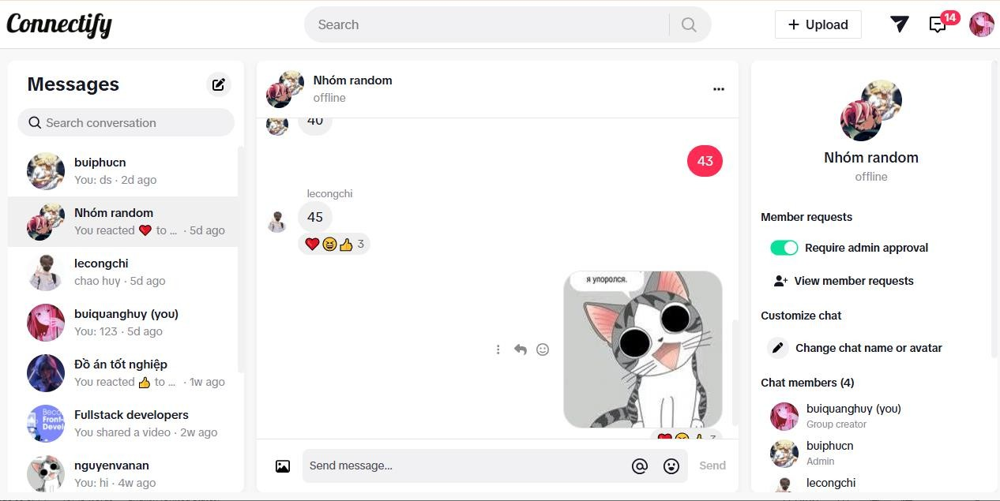 Connectify
Search
Upload
14
Messages
Search conversation
buiphucn
You: ds · 2d ago
Nhóm random
You reacted ❤️ to ... · 5d ago
lecongchi
chao huy · 5d ago
buiquanghuy (you)
You: 123 · 5d ago
Đồ án tốt nghiệp
You reacted 👍 to ... · 1w ago
Beco
Front-
Devel
Fullstack developers
You shared a video · 2w ago
nguyenvanan
You: hi · 4w ago
Nhóm random
offline
40
43
lecongchi
45
❤️😆👍 3
я упоролся.
Send message...
Send
Nhóm random
offline
Member requests
Require admin approval
View member requests
Customize chat
Change chat name or avatar
Chat members (4)
buiquanghuy (you)
Group creator
buiphucn
Admin
lecongchi